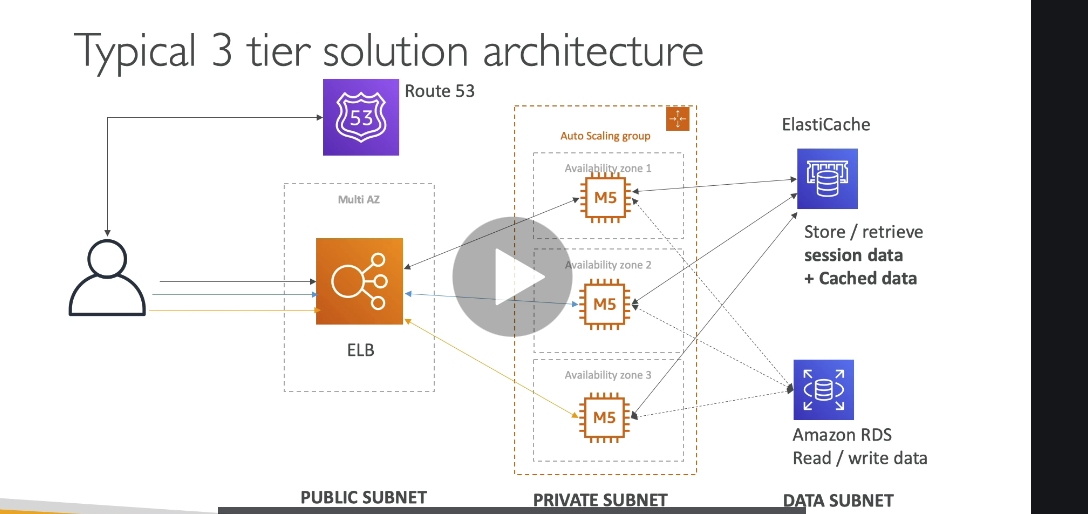 Typical 3 tier solution architecture
Route 53
53
ElastiCache
Auto Scaling group
Availability zone 1
M5
Multi AZ
Store / retrieve
session data
+ Cached data
Availability zone 2
M5
ELB
Availability zone 3
M5
Amazon RDS
Read / write data
PUBLIC SUBNET
PRIVATE SUBNET
DATA SUBNET